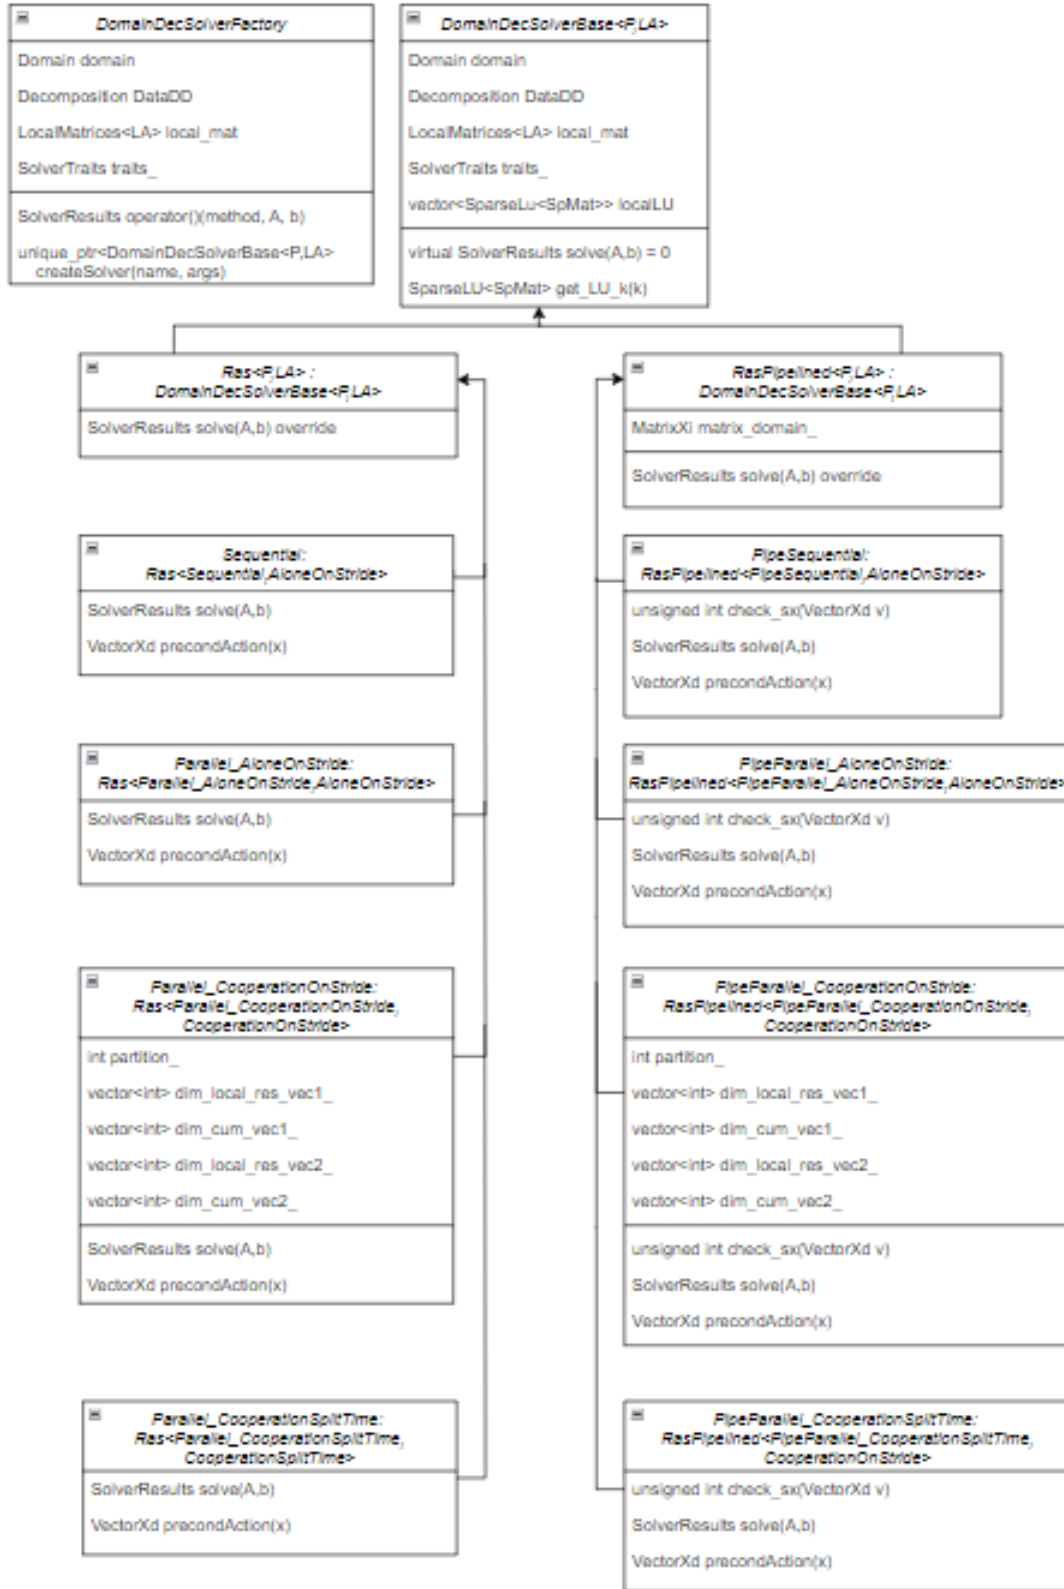 DomainDecSolverFactory
Domain domain
Decomposition DataDD
LocalMatrices<LA> local_mat
SolverTraits traits_
SolverResults operator()(method, A, b)
unique_ptr<DomainDecSolverBase<P,LA>
createSolver(name, args)
DomainDecSolverBase<P,LA>
Domain domain
Decomposition DataDD
LocalMatrices<LA> local_mat
SolverTraits traits_
vector<SparseLu<SpMat>> localLU
virtual SolverResults solve(A,b) = 0
SparseLU<SpMat> get_LU_k(k)
Ras<P,LA> :
DomainDecSolverBase<P,LA>
SolverResults solve(A,b) override
RasPipelined<P,LA> :
DomainDecSolverBase<P,LA>
MatrixXi matrix_domain_
SolverResults solve(A,b) override
Sequential:
Ras<Sequential,AloneOnStride>
SolverResults solve(A,b)
VectorXd precondAction(x)
PipeSequential:
RasPipelined<PipeSequential,AloneOnStride>
unsigned int check_sx(VectorXd v)
SolverResults solve(A,b)
VectorXd precondAction(x)
Parallel_AloneOnStride:
Ras<Parallel_AloneOnStride,AloneOnStride>
SolverResults solve(A,b)
VectorXd precondAction(x)
PipeParallel_AloneOnStride:
RasPipelined<PipeParallel_AloneOnStride,AloneOnStride>
unsigned int check_sx(VectorXd v)
SolverResults solve(A,b)
VectorXd precondAction(x)
Parallel_CooperationOnStride:
Ras<Parallel_CooperationOnStride,
CooperationOnStride>
int partition_
vector<int> dim_local_res_vec1_
vector<int> dim_cum_vec1_
vector<int> dim_local_res_vec2_
vector<int> dim_cum_vec2_
SolverResults solve(A,b)
VectorXd precondAction(x)
PipeParallel_CooperationOnStride:
RasPipelined<PipeParallel_CooperationOnStride,
CooperationOnStride>
int partition_
vector<int> dim_local_res_vec1_
vector<int> dim_cum_vec1_
vector<int> dim_local_res_vec2_
vector<int> dim_cum_vec2_
unsigned int check_sx(VectorXd v)
SolverResults solve(A,b)
VectorXd precondAction(x)
Parallel_CooperationSplitTime:
Ras<Parallel_CooperationSplitTime,
CooperationSplitTime>
SolverResults solve(A,b)
VectorXd precondAction(x)
PipeParallel_CooperationSplitTime:
RasPipelined<PipeParallel_CooperationSplitTime,
CooperationOnStride>
unsigned int check_sx(VectorXd v)
SolverResults solve(A,b)
VectorXd precondAction(x)